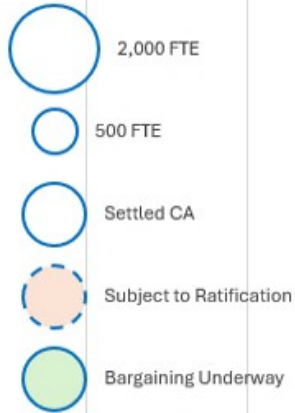 2,000 FTE
500 FTE
Settled CA
Subject to Ratification
Bargaining Underway